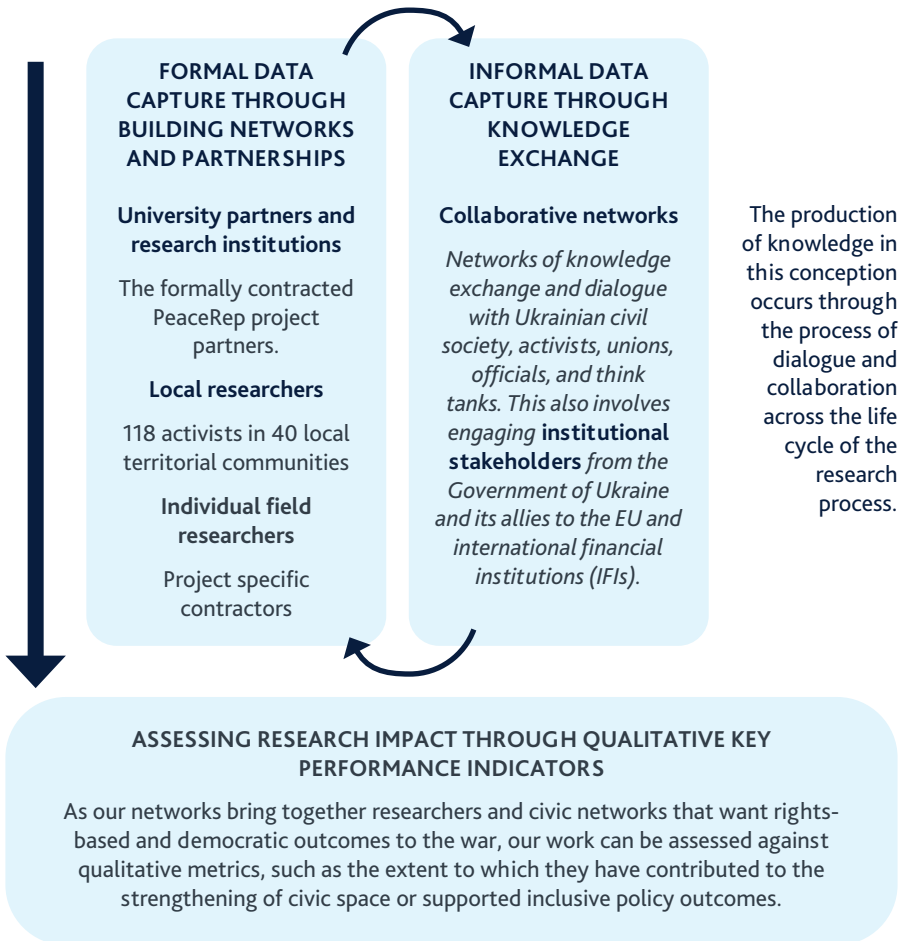 FORMAL DATA
CAPTURE THROUGH
BUILDING NETWORKS
AND PARTNERSHIPS
University partners and
research institutions
The formally contracted
PeaceRep project
partners.
Local researchers
118 activists in 40 local
territorial communities
Individual field
researchers
Project specific
contractors
INFORMAL DATA
CAPTURE THROUGH
KNOWLEDGE
EXCHANGE
Collaborative networks
Networks of knowledge
exchange and dialogue
with Ukrainian civil
society, activists, unions,
officials, and think
tanks. This also involves
engaging institutional
stakeholders from the
Government of Ukraine
and its allies to the EU and
international financial
institutions (IFIs).
The production
of knowledge in
this conception
occurs through
the process of
dialogue and
collaboration
across the life
cycle of the
research
process.
ASSESSING RESEARCH IMPACT THROUGH QUALITATIVE KEY
PERFORMANCE INDICATORS
As our networks bring together researchers and civic networks that want rights-
based and democratic outcomes to the war, our work can be assessed against
qualitative metrics, such as the extent to which they have contributed to the
strengthening of civic space or supported inclusive policy outcomes.